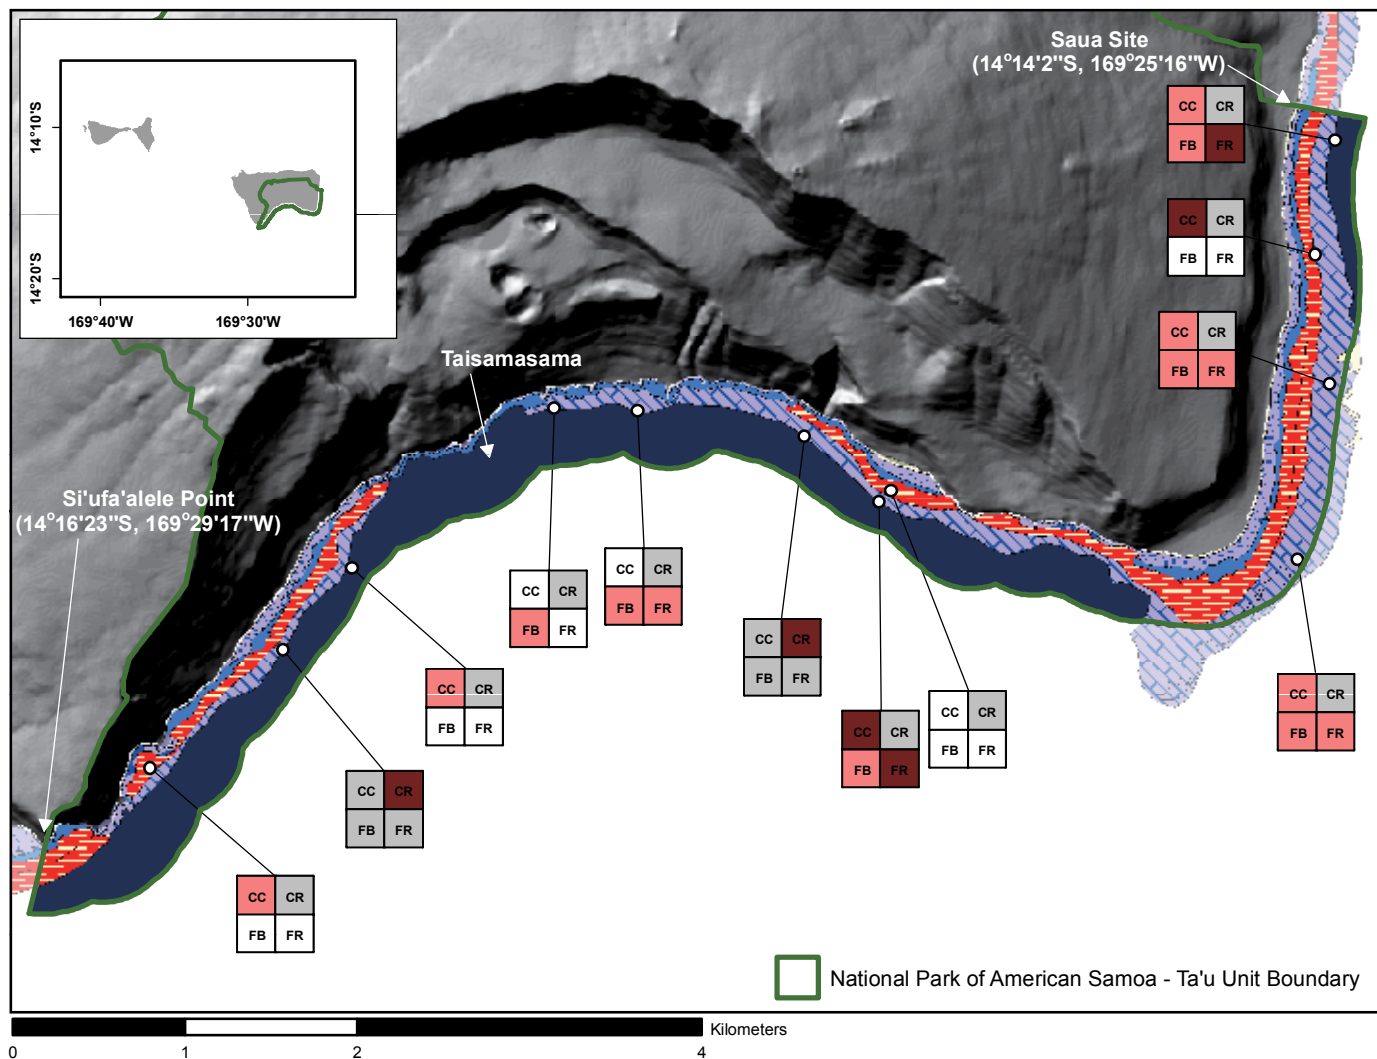 Saua Site
(14°14'2"S, 169°25'16"W)
14°10'S
14°20'S
169°40'W
169°30'W
CC CR
FB FR
CC CR
FB FR
CC CR
FB FR
Taisamasama
Si'ufa'alele Point
(14°16'23"S, 169°29'17"W)
CC CR
FB FR
CC CR
FB FR
CC CR
FB FR
CC CR
FB FR
CC CR
FB FR
CC CR
FB FR
CC CR
FB FR
CC CR
FB FR
CC CR
FB FR
National Park of American Samoa - Ta'u Unit Boundary
Kilometers
0 1 2 4